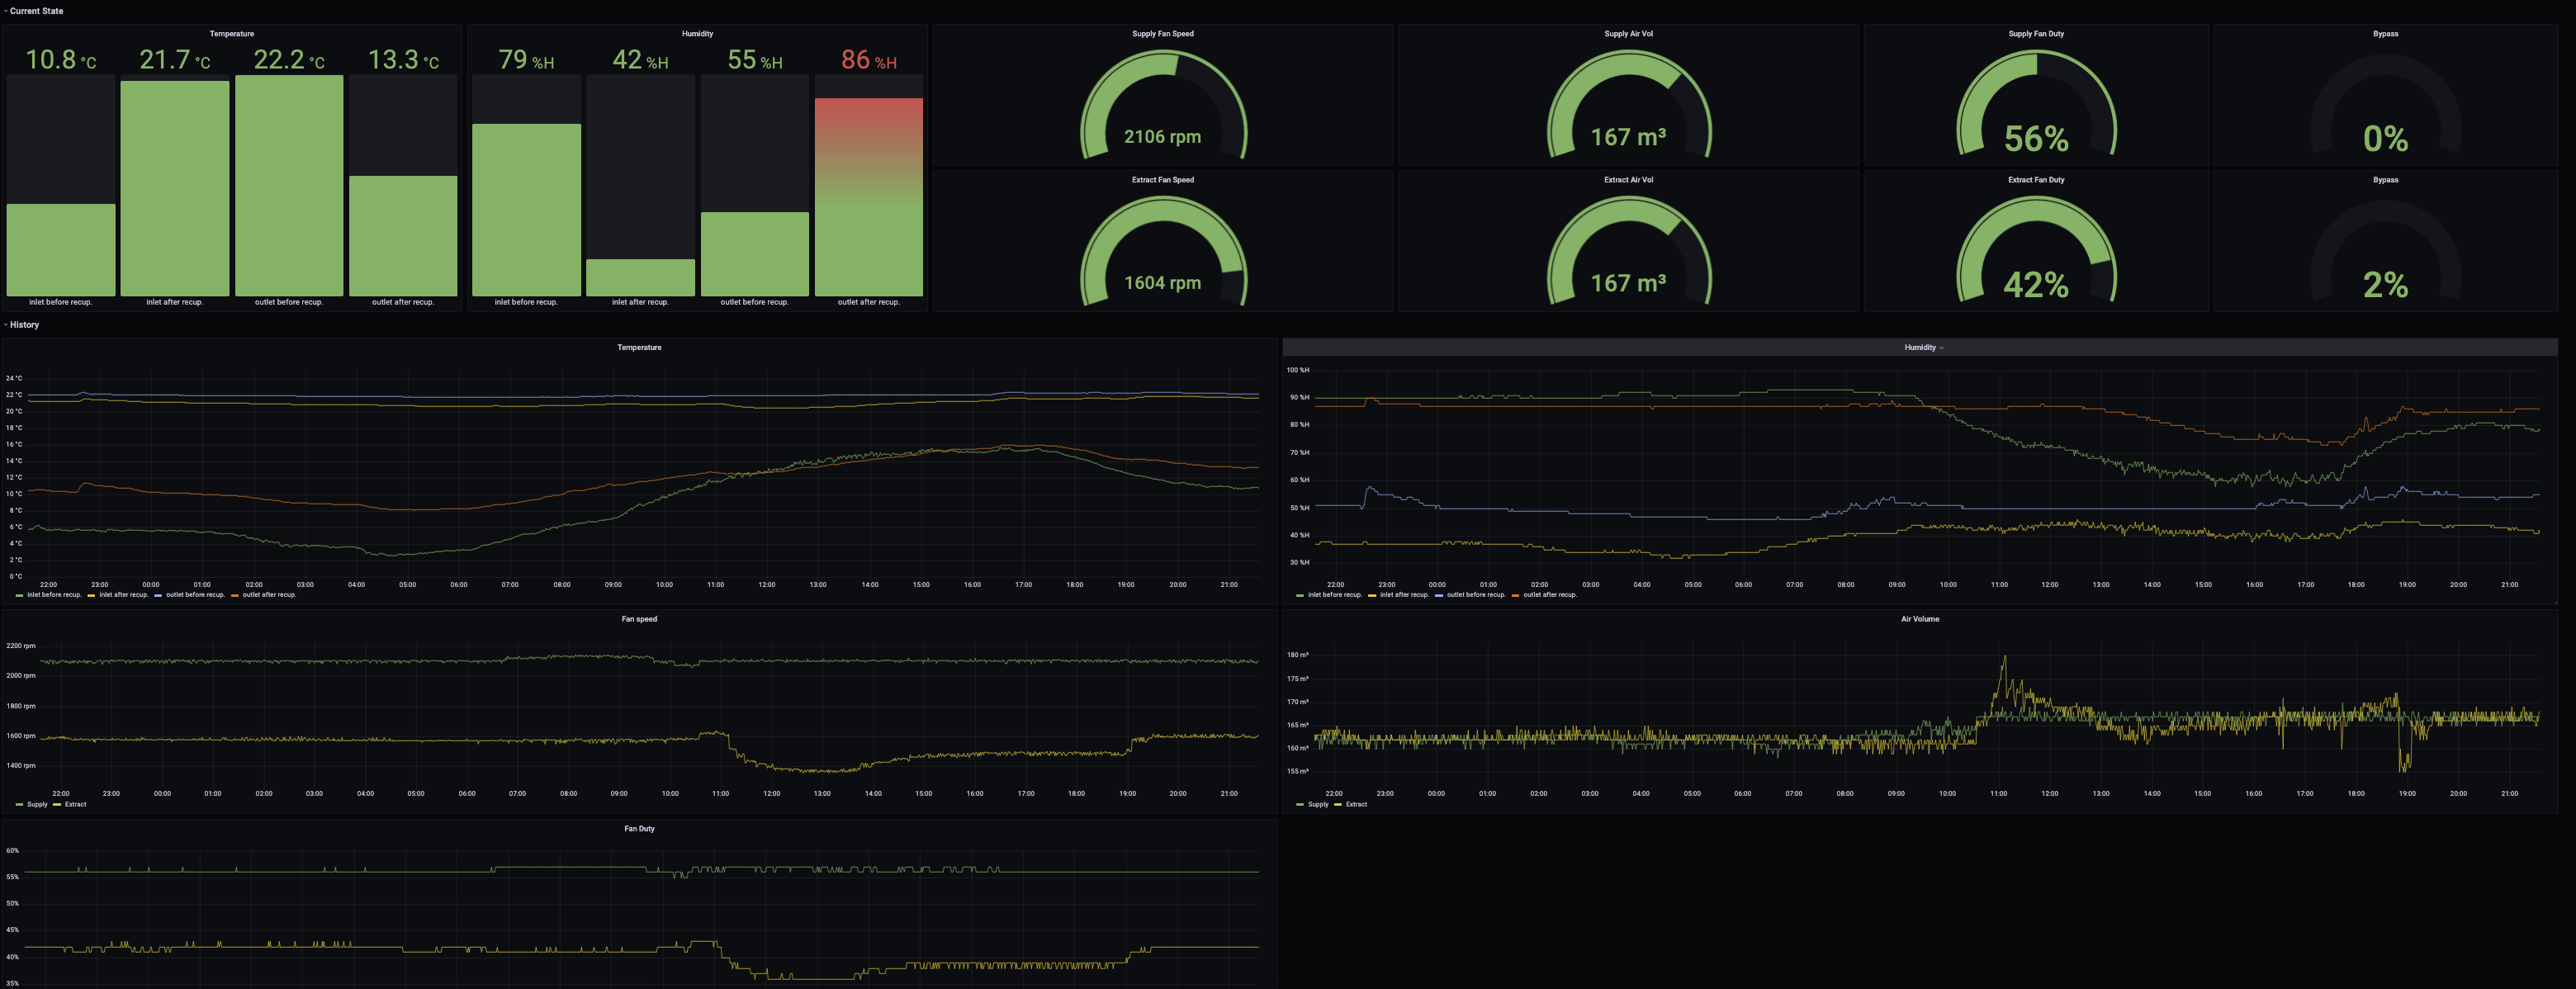 Current State
Temperature
10.8 °C 21.7 °C 22.2 °C 13.3 °C
inlet before recup. inlet after recup. outlet before recup. outlet after recup.
Humidity
79 %H 42 %H 55 %H 86 %H
inlet before recup. inlet after recup. outlet before recup. outlet after recup.
Supply Fan Speed
2106 rpm
Supply Air Vol
167 m³
Supply Fan Duty
56%
Bypass
0%
Extract Fan Speed
1604 rpm
Extract Air Vol
167 m³
Extract Fan Duty
42%
Bypass
2%
History
Temperature
24 °C
22 °C
20 °C
18 °C
16 °C
14 °C
12 °C
10 °C
8 °C
6 °C
4 °C
2 °C
0 °C
22:00 23:00 00:00 01:00 02:00 03:00 04:00 05:00 06:00 07:00 08:00 09:00 10:00 11:00 12:00 13:00 14:00 15:00 16:00 17:00 18:00 19:00 20:00 21:00
inlet before recup. inlet after recup. outlet before recup. outlet after recup.
Humidity
100 %H
90 %H
80 %H
70 %H
60 %H
50 %H
40 %H
30 %H
22:00 23:00 00:00 01:00 02:00 03:00 04:00 05:00 06:00 07:00 08:00 09:00 10:00 11:00 12:00 13:00 14:00 15:00 16:00 17:00 18:00 19:00 20:00 21:00
inlet before recup. inlet after recup. outlet before recup. outlet after recup.
Fan speed
2200 rpm
2000 rpm
1800 rpm
1600 rpm
1400 rpm
22:00 23:00 00:00 01:00 02:00 03:00 04:00 05:00 06:00 07:00 08:00 09:00 10:00 11:00 12:00 13:00 14:00 15:00 16:00 17:00 18:00 19:00 20:00 21:00
Supply Extract
Air Volume
180 m³
175 m³
170 m³
165 m³
160 m³
155 m³
22:00 23:00 00:00 01:00 02:00 03:00 04:00 05:00 06:00 07:00 08:00 09:00 10:00 11:00 12:00 13:00 14:00 15:00 16:00 17:00 18:00 19:00 20:00 21:00
Supply Extract
Fan Duty
60%
55%
50%
45%
40%
35%